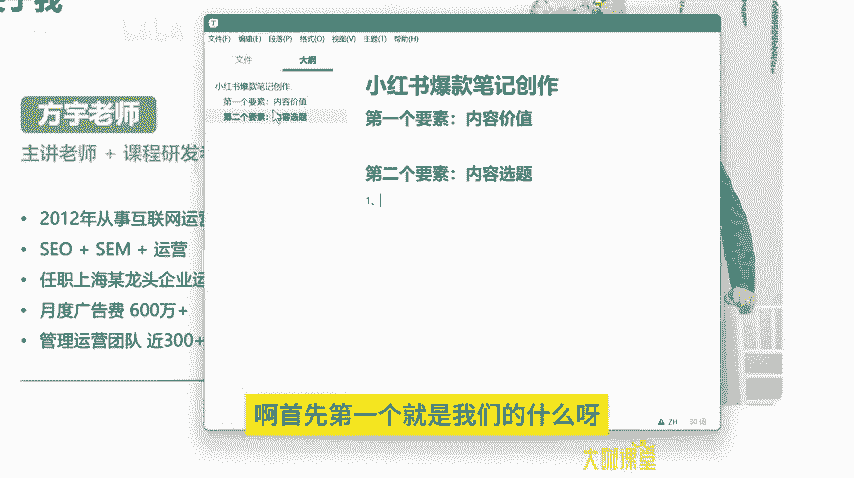 于我
方宇老师
主讲老师 + 课程研发
• 2012年从事互联网运营
• SEO + SEM + 运营
• 任职上海某龙头企业运
• 月度广告费 600万+
• 管理运营团队 近300+
文件(F) 编辑(E) 段落(P) 格式(O) 视图(V) 主题(T) 帮助(H)
文件 大纲
小红书爆款笔记创作
第一个要素：内容价值
第二个要素：内容选题
小红书爆款笔记创作
第一个要素：内容价值
第二个要素：内容选题
1、
ZH
啊首先第一个就是我们的什么呀
课堂